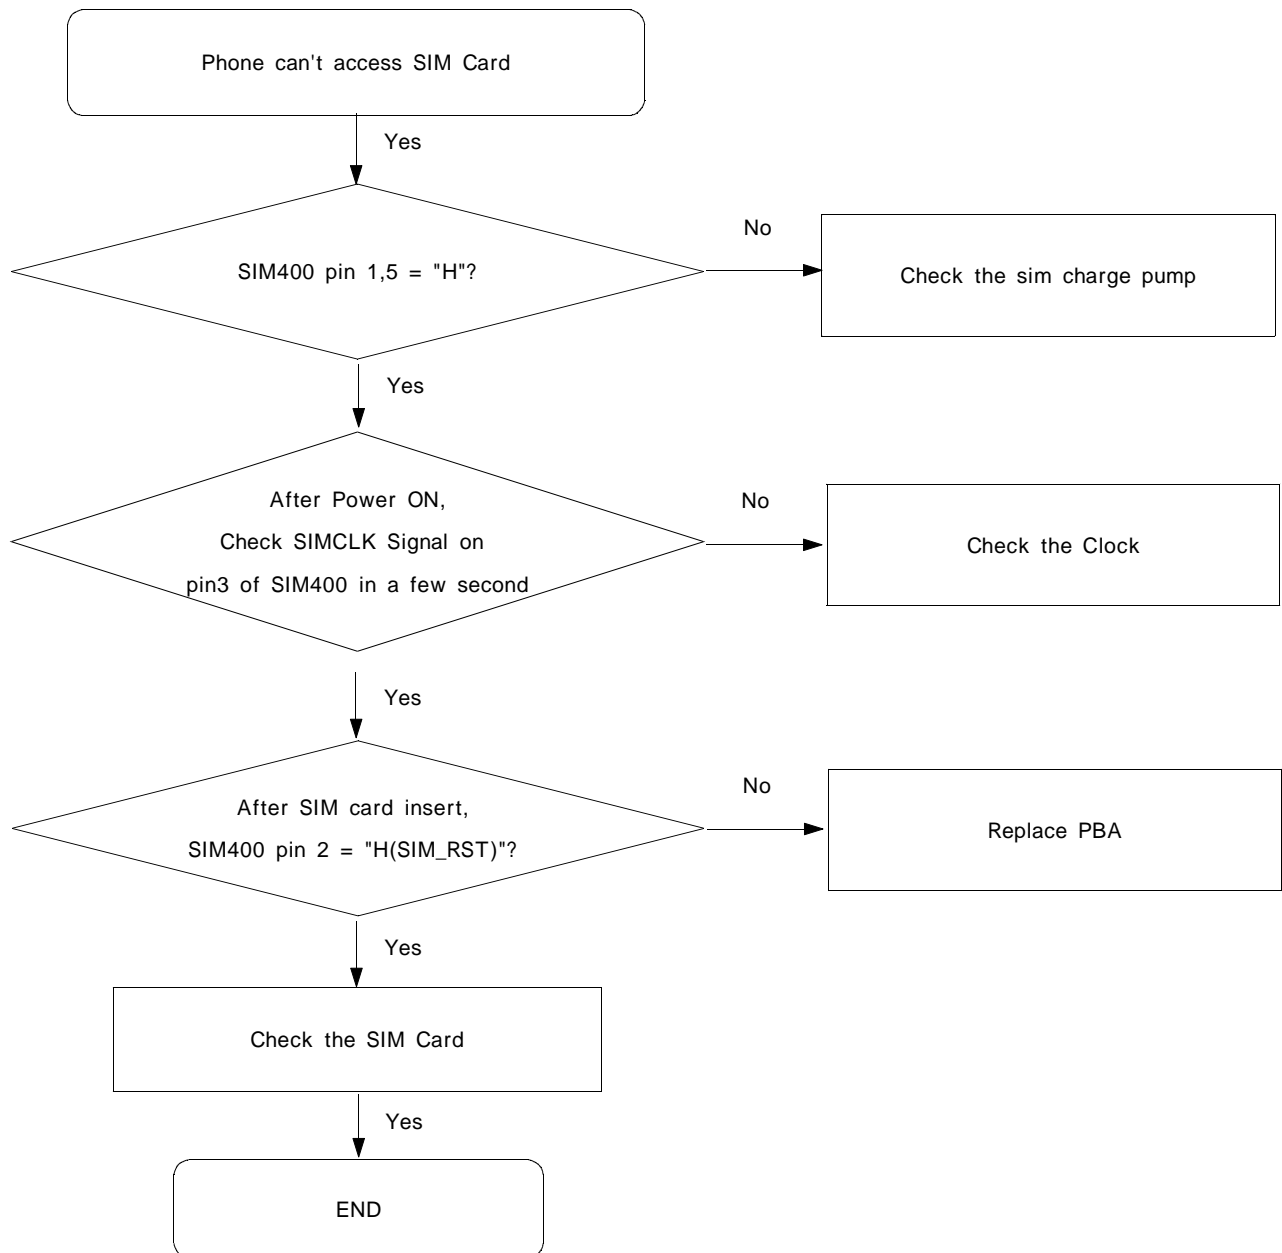 Phone can't access SIM Card
Yes
SIM400 pin 1,5 = "H"?
No
Check the sim charge pump
Yes
After Power ON,
Check SIMCLK Signal on
pin3 of SIM400 in a few second
No
Check the Clock
Yes
After SIM card insert,
SIM400 pin 2 = "H(SIM_RST)"?
No
Replace PBA
Yes
Check the SIM Card
Yes
END